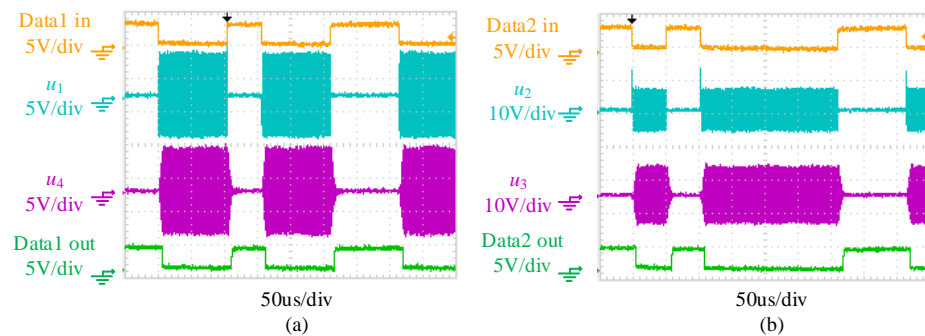 Data1 in
5V/div
u1
5V/div
u4
5V/div
Data1 out
5V/div
50us/div
(a)
Data2 in
5V/div
u2
10V/div
u3
10V/div
Data2 out
5V/div
50us/div
(b)